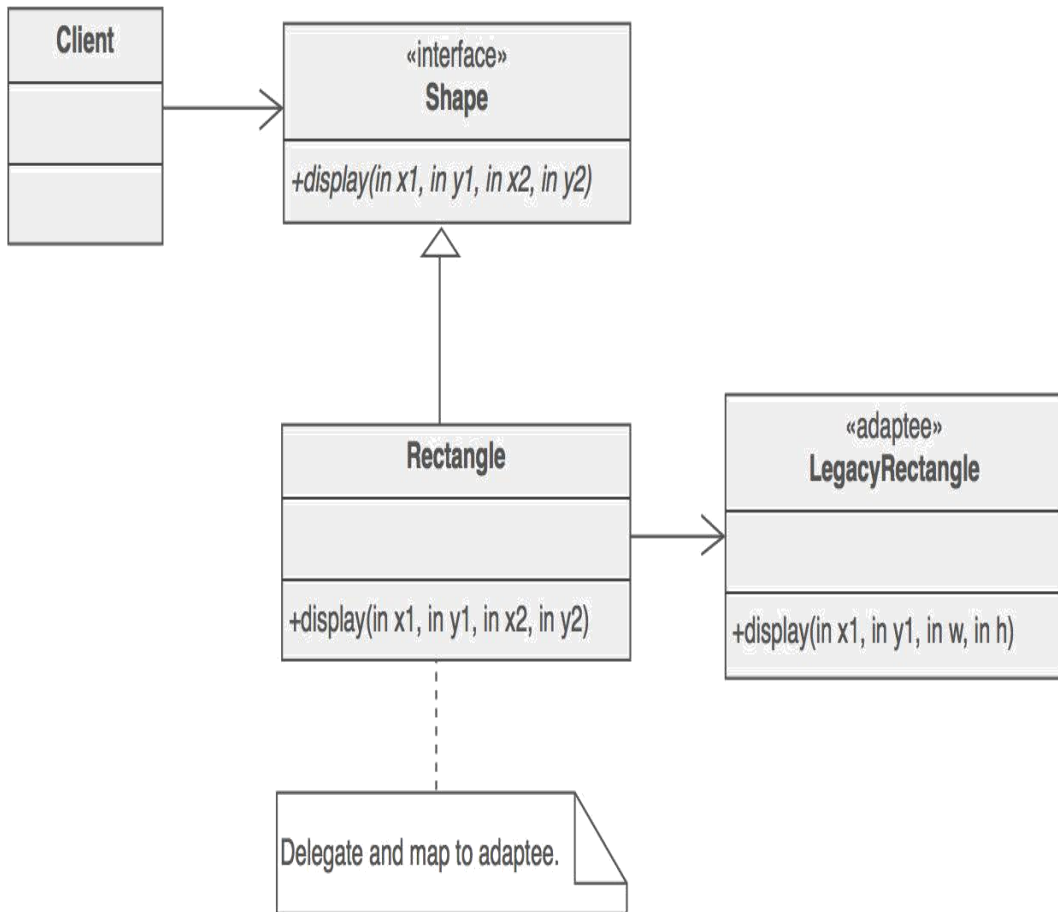 Client
«interface»
Shape
+display(in x1, in y1, in x2, in y2)
Rectangle
+display(in x1, in y1, in x2, in y2)
«adaptee»
LegacyRectangle
+display(in x1, in y1, in w, in h)
Delegate and map to adaptee.